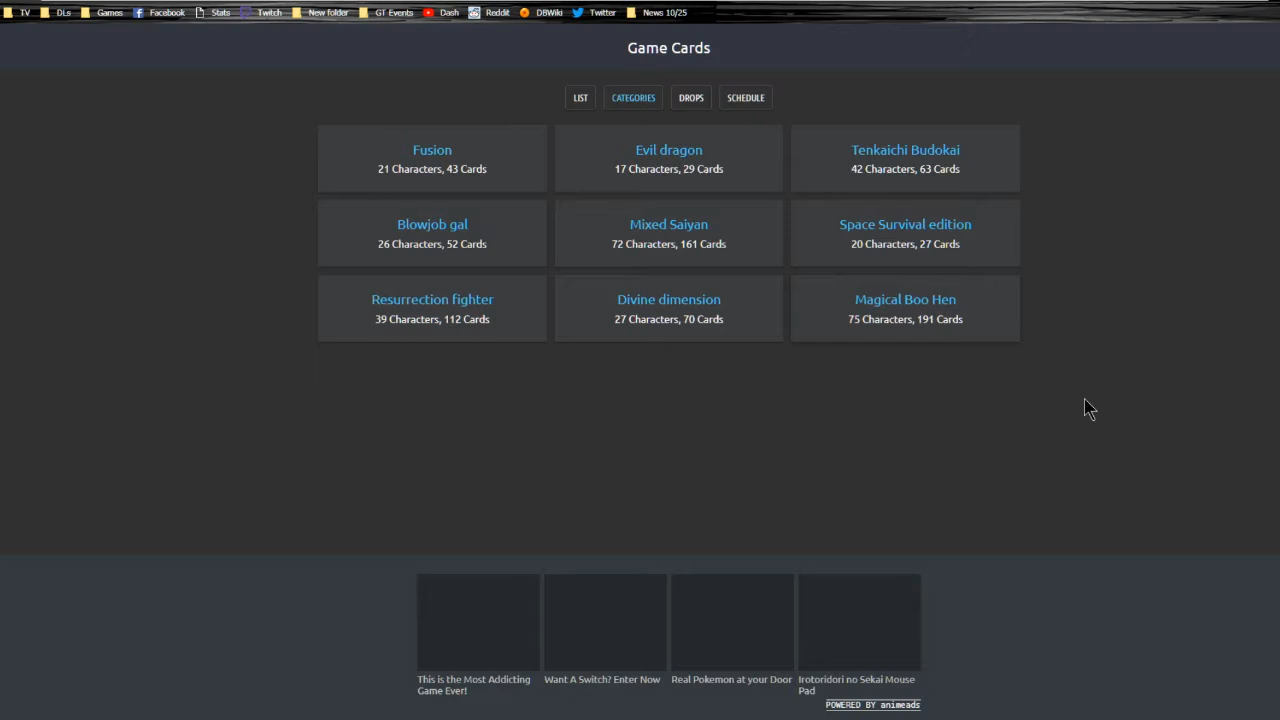 TV DLs Games Facebook Stats Twitch New folder GT Events Dash Reddit DBWiki Twitter News 10/25
Game Cards
LIST CATEGORIES DROPS SCHEDULE
Fusion
21 Characters, 43 Cards
Evil dragon
17 Characters, 29 Cards
Tenkaichi Budokai
42 Characters, 63 Cards
Blowjob gal
26 Characters, 52 Cards
Mixed Saiyan
72 Characters, 161 Cards
Space Survival edition
20 Characters, 27 Cards
Resurrection fighter
39 Characters, 112 Cards
Divine dimension
27 Characters, 70 Cards
Magical Boo Hen
75 Characters, 191 Cards
This is the Most Addicting
Game Ever!
Want A Switch? Enter Now
Real Pokemon at your Door
Irotoridori no Sekai Mouse
Pad
POWERED BY animeads